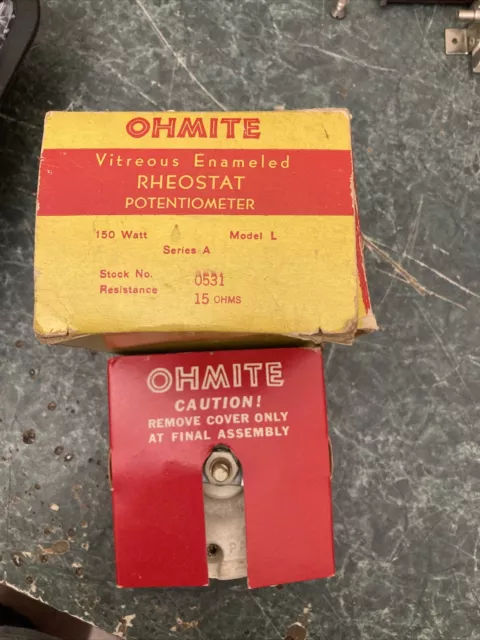 OHMITE
Vitreous Enameled
RHEOSTAT
POTENTIOMETER
150 Watt Model L
Series A
Stock No. 0531
Resistance 15 OHMS
OHMITE
CAUTION!
REMOVE COVER ONLY
AT FINAL ASSEMBLY